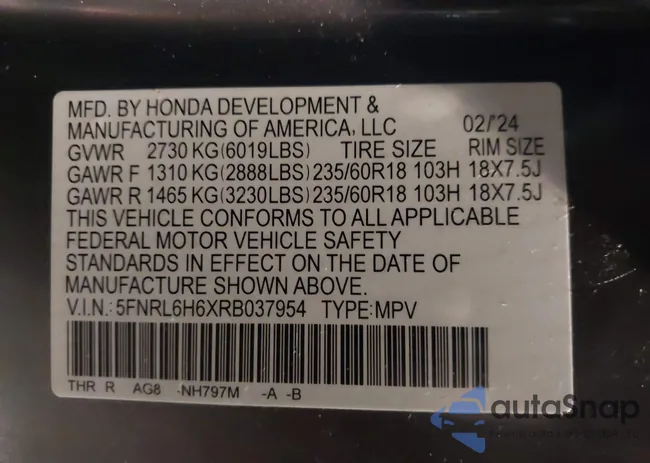 MFD. BY HONDA DEVELOPMENT &
MANUFACTURING OF AMERICA, LLC 02/'24
GVWR 2730 KG(6019LBS) TIRE SIZE RIM SIZE
GAWR F 1310 KG(2888LBS) 235/60R18 103H 18X7.5J
GAWR R 1465 KG(3230LBS) 235/60R18 103H 18X7.5J
THIS VEHICLE CONFORMS TO ALL APPLICABLE
FEDERAL MOTOR VEHICLE SAFETY
STANDARDS IN EFFECT ON THE DATE OF
MANUFACTURE SHOWN ABOVE.
V.I.N.:5FNRL6H6XRB037954 TYPE:MPV
THR R AG8 -NH797M -A -B
autoSnap